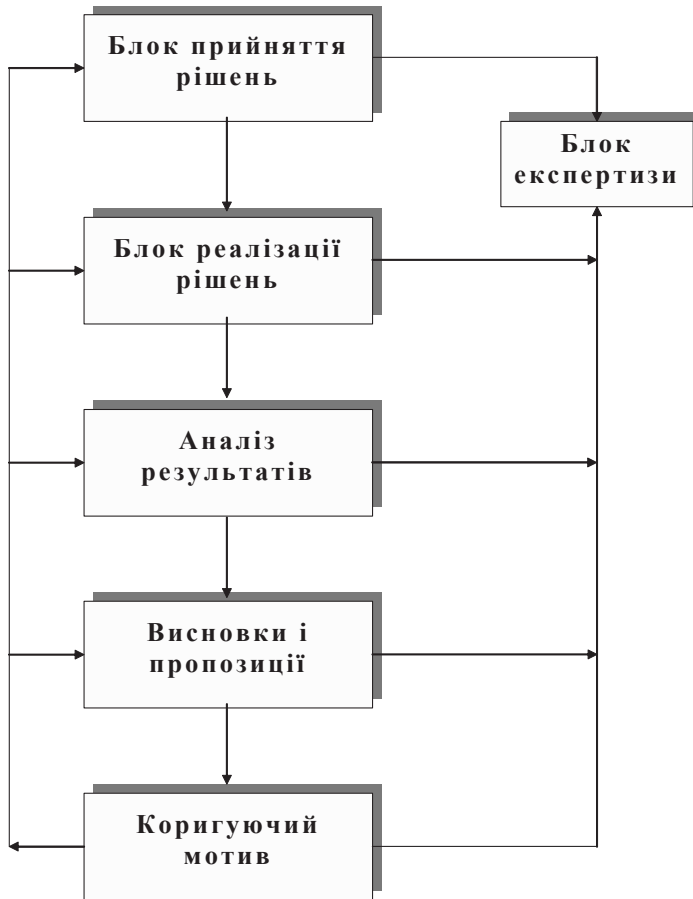 Блок прийняття
рішень
Блок
експертизи
Блок реалізації
рішень
Аналіз
результатів
Висновки і
пропозиції
Коригуючий
мотив